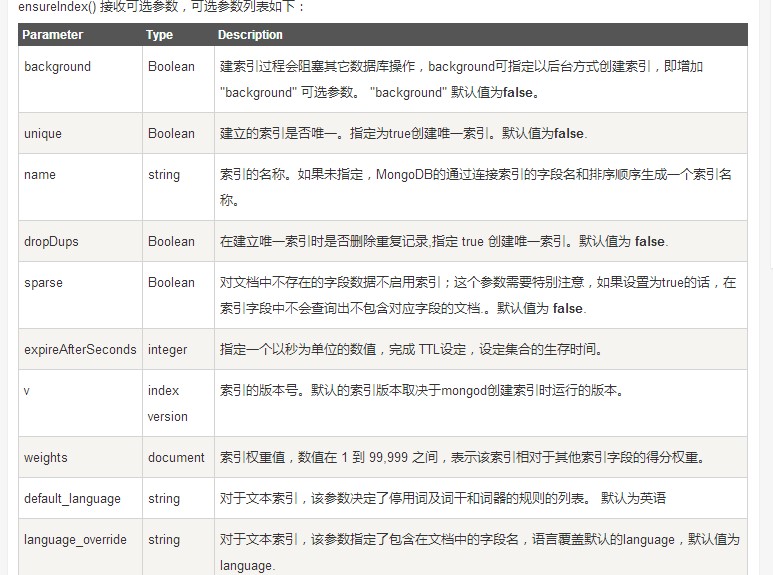 ensureIndex() 接收可选参数，可选参数列表如下：
Parameter Type Description
background Boolean 建索引过程会阻塞其它数据库操作，background可指定以后台方式创建索引，即增加
"background" 可选参数。 "background" 默认值为false。
unique Boolean 建立的索引是否唯一。指定为true创建唯一索引。默认值为false.
name string 索引的名称。如果未指定，MongoDB的通过连接索引的字段名和排序顺序生成一个索引名
称。
dropDups Boolean 在建立唯一索引时是否删除重复记录,指定 true 创建唯一索引。默认值为 false.
sparse Boolean 对文档中不存在的字段数据不启用索引；这个参数需要特别注意，如果设置为true的话，在
索引字段中不会查询出不包含对应字段的文档.。默认值为 false.
expireAfterSeconds integer 指定一个以秒为单位的数值，完成 TTL设定，设定集合的生存时间。
v index 索引的版本号。默认的索引版本取决于mongod创建索引时运行的版本。
version
weights document 索引权重值，数值在 1 到 99,999 之间，表示该索引相对于其他索引字段的得分权重。
default_language string 对于文本索引，该参数决定了停用词及词干和词器的规则的列表。 默认为英语
language_override string 对于文本索引，该参数指定了包含在文档中的字段名，语言覆盖默认的language，默认值为
language.